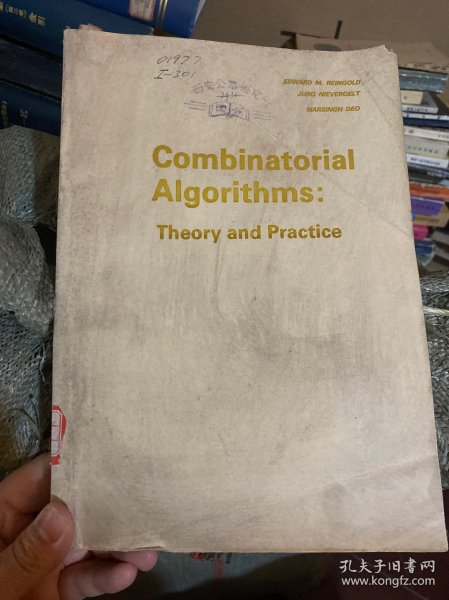 01977
I-301
EDWARD M. REINGOLD
JURG NIEVERGELT
NARSINGH DEO
Combinatorial
Algorithms:
Theory and Practice
孔夫子旧书网
www.kongfz.com